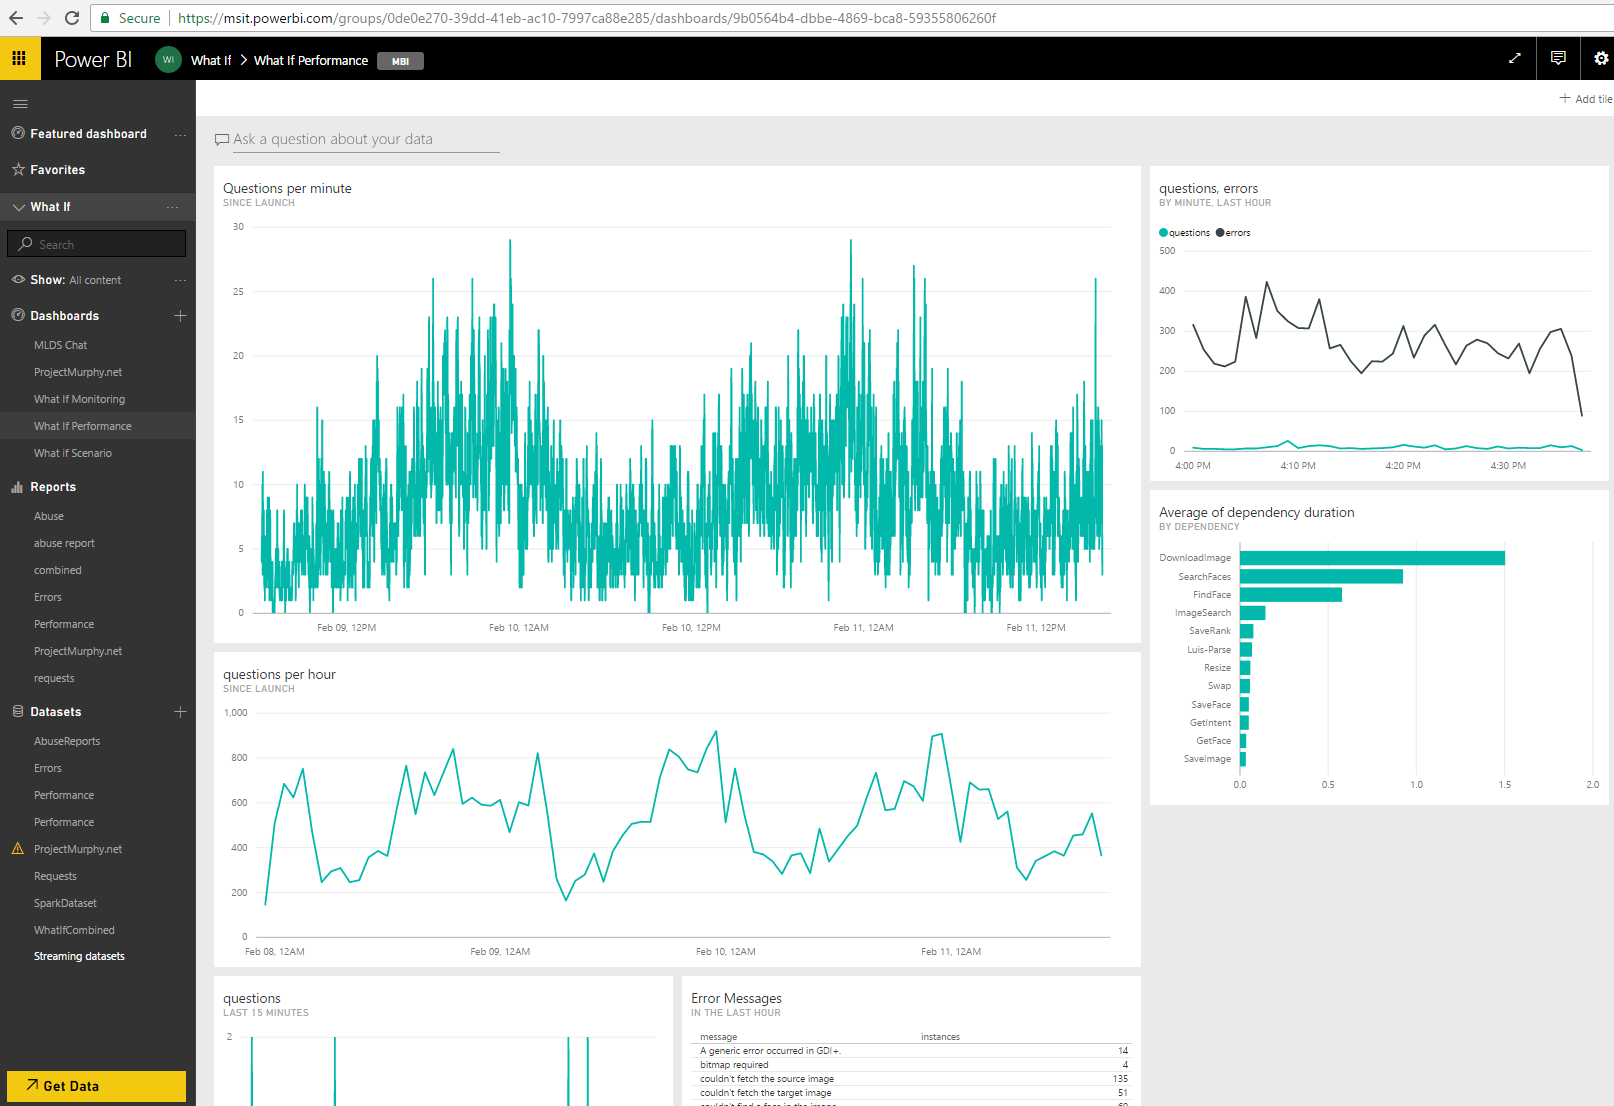 Secure https://msit.powerbi.com/groups/0de0e270-39dd-41eb-ac10-7997ca88e285/dashboards/9b0564b4-dbbe-4869-bca8-59355806260f
Power BI WI What If > What If Performance MBI
+ Add tile
Featured dashboard ...
Favorites
What If ...
Search
Show: All content ...
Dashboards +
MLDS Chat
ProjectMurphy.net
What If Monitoring
What If Performance
What if Scenario
Reports
Abuse
abuse report
combined
Errors
Performance
ProjectMurphy.net
requests
Datasets +
AbuseReports
Errors
Performance
Performance
ProjectMurphy.net
Requests
SparkDataset
WhatIfCombined
Streaming datasets
Get Data
Ask a question about your data
Questions per minute
SINCE LAUNCH
30
25
20
15
10
5
0
Feb 09, 12PM Feb 10, 12AM Feb 10, 12PM Feb 11, 12AM Feb 11, 12PM
questions per hour
SINCE LAUNCH
1,000
800
600
400
200
0
Feb 08, 12AM Feb 09, 12AM Feb 10, 12AM Feb 11, 12AM
questions
LAST 15 MINUTES
2
Error Messages
IN THE LAST HOUR
message instances
A generic error occurred in GDI+. 14
bitmap required 4
couldn't fetch the source image 135
couldn't fetch the target image 51
questions, errors
BY MINUTE, LAST HOUR
questions errors
500
400
300
200
100
0
4:00 PM 4:10 PM 4:20 PM 4:30 PM
Average of dependency duration
BY DEPENDENCY
DownloadImage
SearchFaces
FindFace
ImageSearch
SaveRank
Luis-Parse
Resize
Swap
SaveFace
GetIntent
GetFace
SaveImage
0.0 0.5 1.0 1.5 2.0